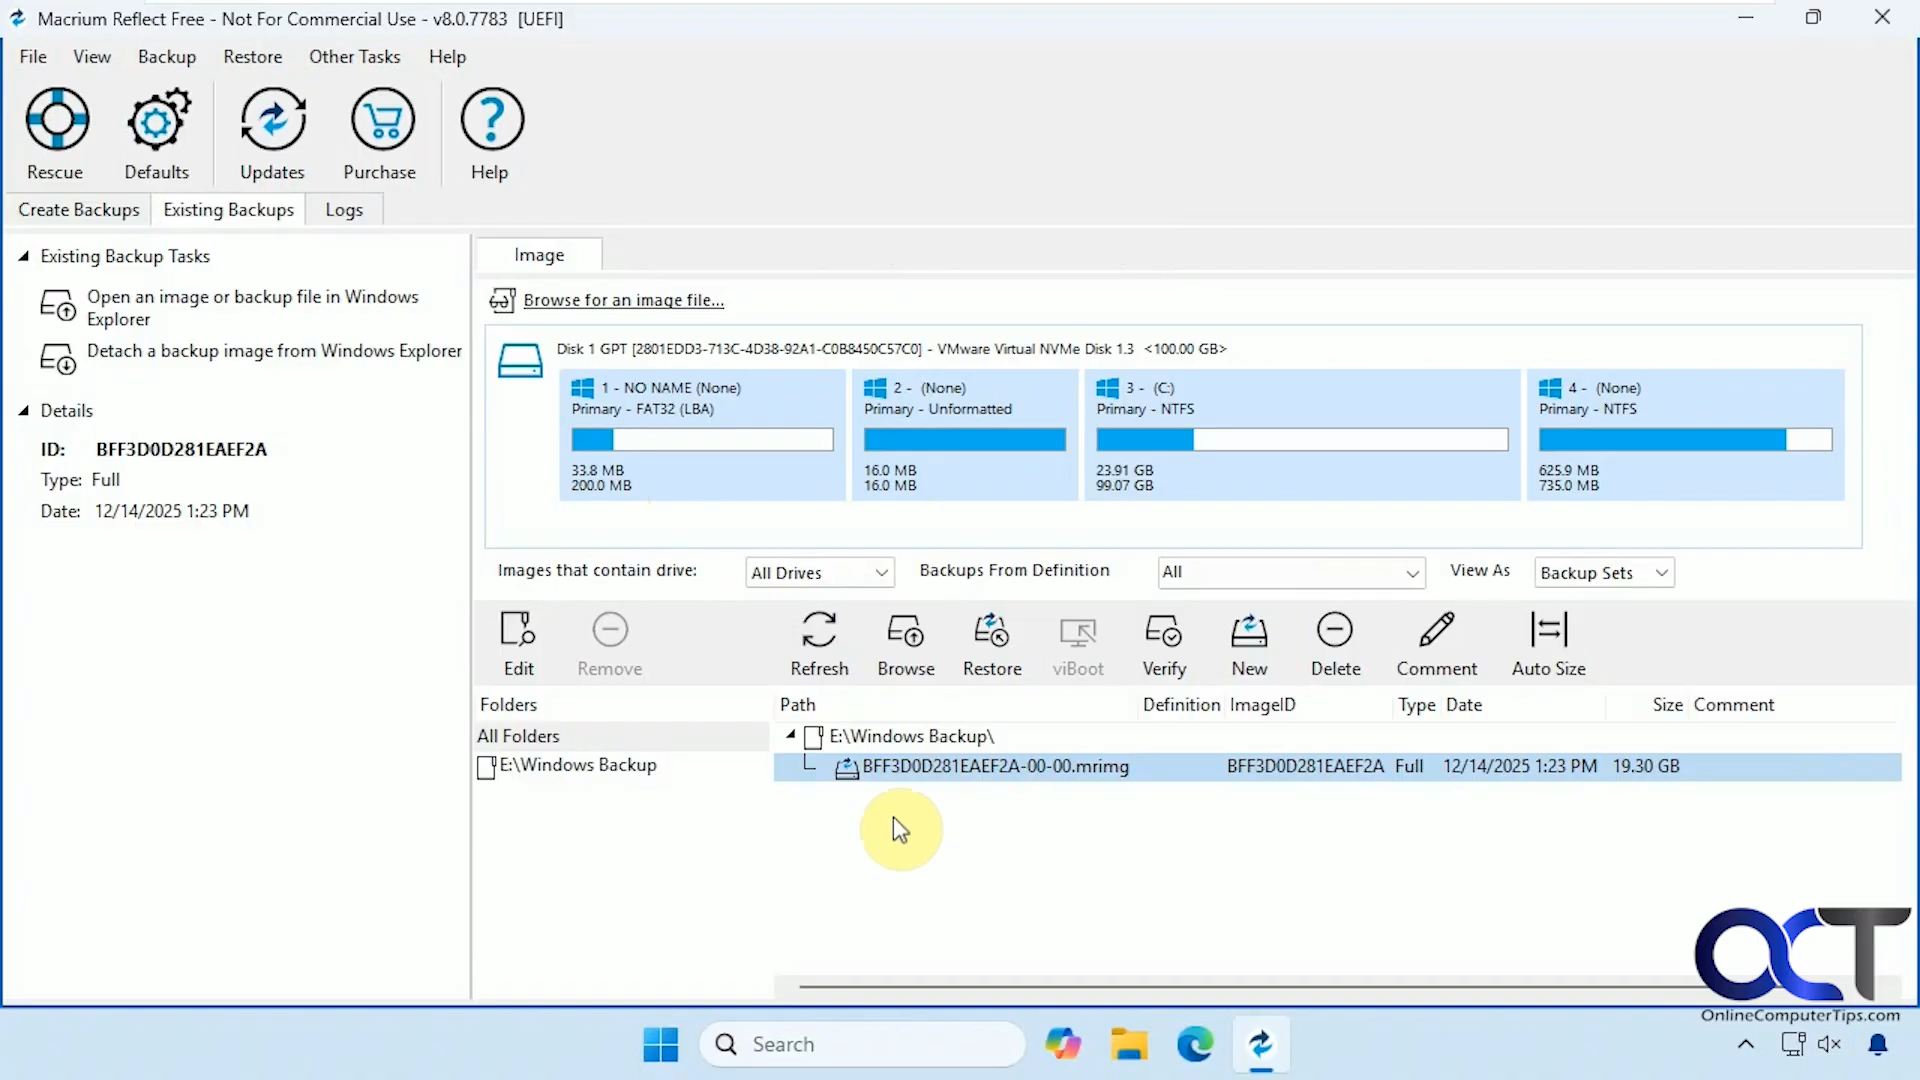 Macrium Reflect Free - Not For Commercial Use - v8.0.7783 [UEFI]
File View Backup Restore Other Tasks Help
Rescue Defaults Updates Purchase Help
Create Backups Existing Backups Logs
Existing Backup Tasks
Open an image or backup file in Windows
Explorer
Detach a backup image from Windows Explorer
Details
ID: BFF3D0D281EAEF2A
Type: Full
Date: 12/14/2025 1:23 PM
Image
Browse for an image file...
Disk 1 GPT [2801EDD3-713C-4D38-92A1-C0B8450C57C0] - VMware Virtual NVMe Disk 1.3 <100.00 GB>
1 - NO NAME (None)
Primary - FAT32 (LBA)
33.8 MB
200.0 MB
2 - (None)
Primary - Unformatted
16.0 MB
16.0 MB
3 - (C:)
Primary - NTFS
23.91 GB
99.07 GB
4 - (None)
Primary - NTFS
625.9 MB
735.0 MB
Images that contain drive: All Drives Backups From Definition All View As Backup Sets
Edit Remove Refresh Browse Restore viBoot Verify New Delete Comment Auto Size
Folders
All Folders
E:\Windows Backup
Path Definition ImageID Type Date Size Comment
E:\Windows Backup\
BFF3D0D281EAEF2A-00-00.mrimg BFF3D0D281EAEF2A Full 12/14/2025 1:23 PM 19.30 GB
OCT
OnlineComputerTips.com
Search